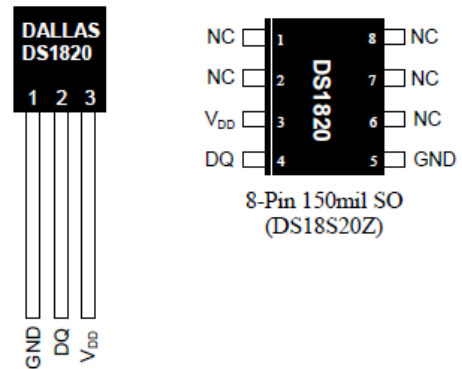 DALLAS
DS1820
1 2 3
GND
DQ
VDD
NC 1 8 NC
NC 2 7 NC
VDD 3 6 NC
DQ 4 5 GND
DS1820
8-Pin 150mil SO
(DS18S20Z)